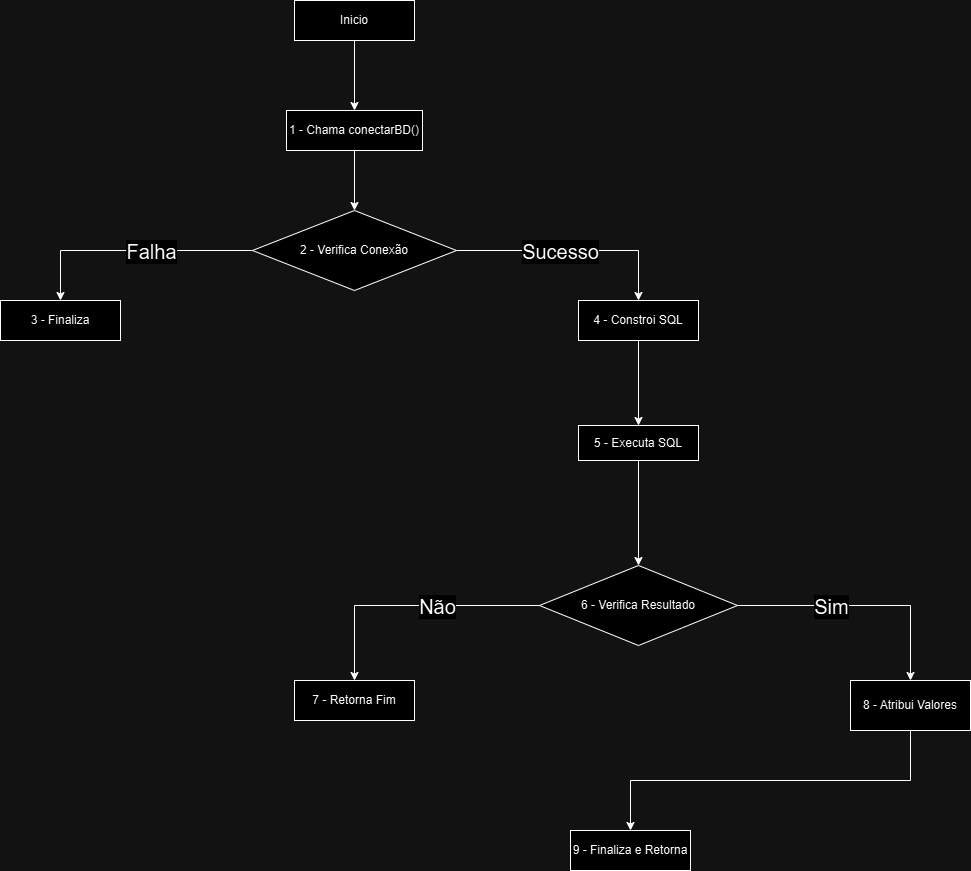 Inicio
1 - Chama conectarBD()
2 - Verifica Conexão
Falha
Sucesso
3 - Finaliza
4 - Constroi SQL
5 - Executa SQL
6 - Verifica Resultado
Não
Sim
7 - Retorna Fim
8 - Atribui Valores
9 - Finaliza e Retorna